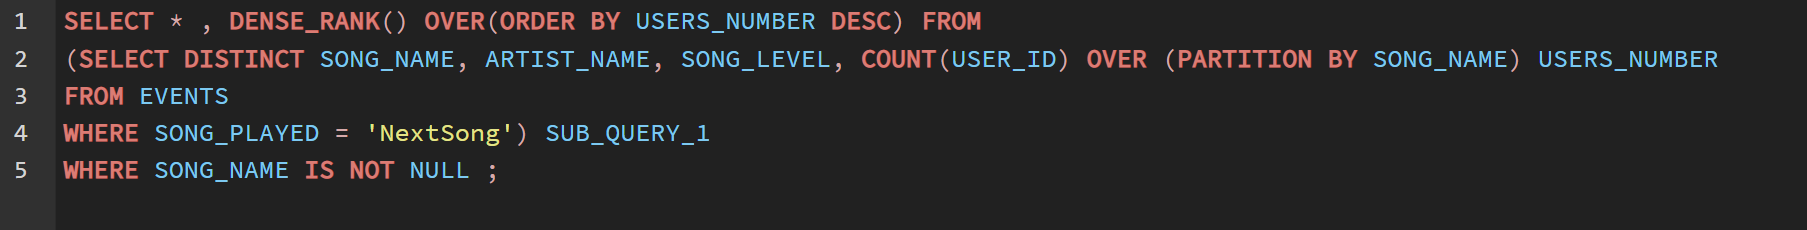 1 SELECT * , DENSE_RANK() OVER(ORDER BY USERS_NUMBER DESC) FROM
2 (SELECT DISTINCT SONG_NAME, ARTIST_NAME, SONG_LEVEL, COUNT(USER_ID) OVER (PARTITION BY SONG_NAME) USERS_NUMBER
3 FROM EVENTS
4 WHERE SONG_PLAYED = 'NextSong') SUB_QUERY_1
5 WHERE SONG_NAME IS NOT NULL ;